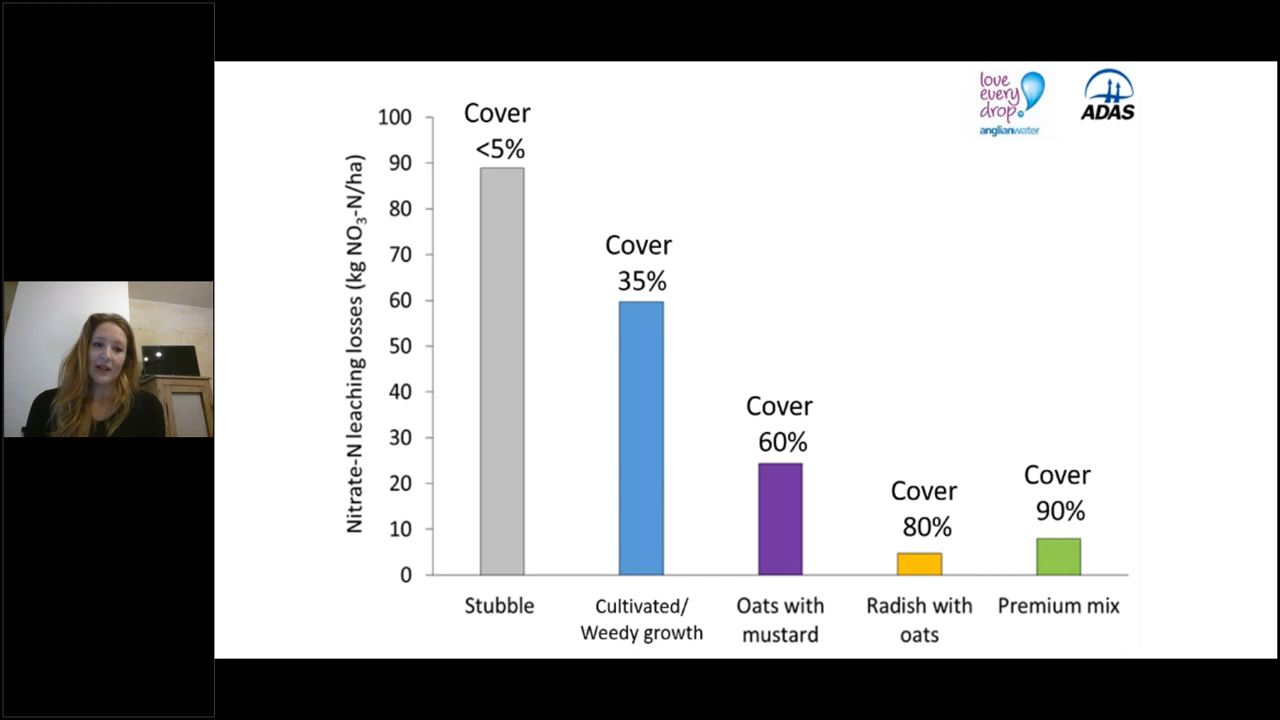 love
every
drop
anglianwater
ADAS
Nitrate-N leaching losses (kg NO₃-N/ha)
100
90
80
70
60
50
40
30
20
10
0
Cover
<5%
Cover
35%
Cover
60%
Cover
80%
Cover
90%
Stubble
Cultivated/
Weedy growth
Oats with
mustard
Radish with
oats
Premium mix